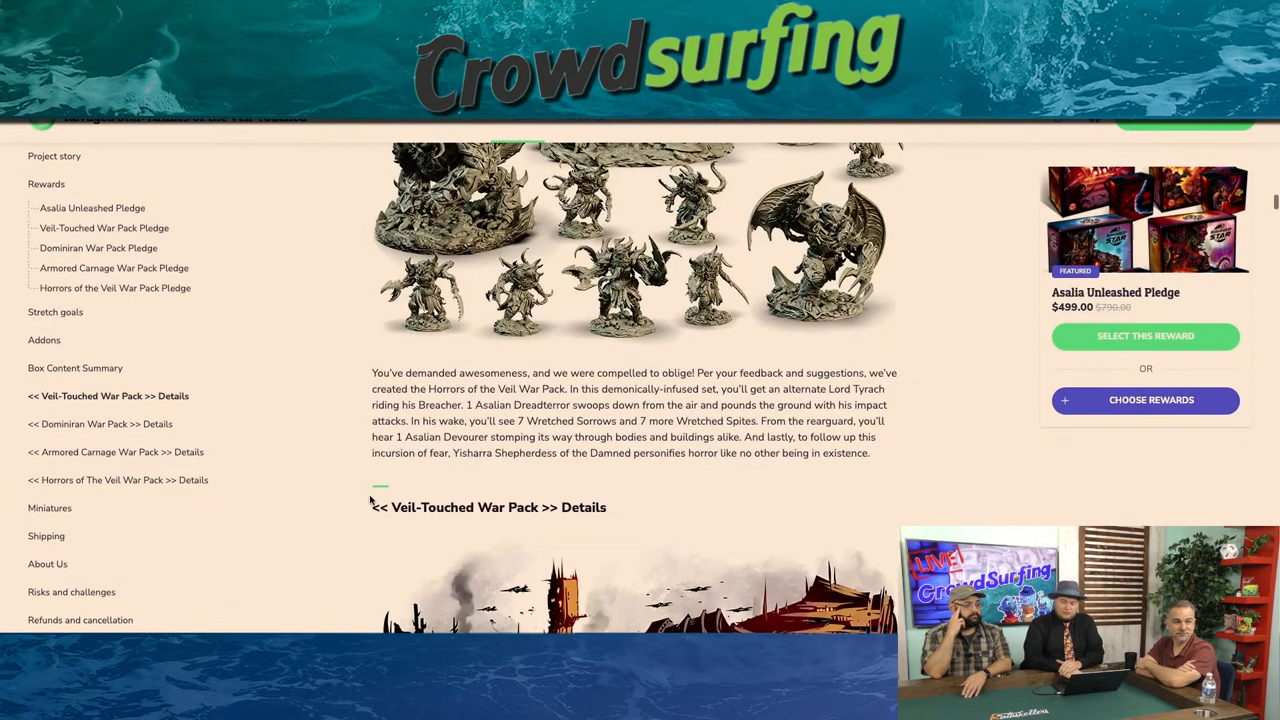 Crowdsurfing
Project story
Rewards
Asalia Unleashed Pledge
Veil-Touched War Pack Pledge
Dominiran War Pack Pledge
Armored Carnage War Pack Pledge
Horrors of the Veil War Pack Pledge
Stretch goals
Addons
Box Content Summary
<< Veil-Touched War Pack >> Details
<< Dominiran War Pack >> Details
<< Armored Carnage War Pack >> Details
<< Horrors of The Veil War Pack >> Details
Miniatures
Shipping
About Us
Risks and challenges
Refunds and cancellation
You've demanded awesomeness, and we were compelled to oblige! Per your feedback and suggestions, we've
created the Horrors of the Veil War Pack. In this demonically-infused set, you'll get an alternate Lord Tyrach
riding his Breacher. 1 Asalian Dreadterror swoops down from the air and pounds the ground with his impact
attacks. In his wake, you'll see 7 Wretched Sorrows and 7 more Wretched Spites. From the rearguard, you'll
hear 1 Asalian Devourer stomping its way through bodies and buildings alike. And lastly, to follow up this
incursion of fear, Yisharra Shepherdess of the Damned personifies horror like no other being in existence.
<< Veil-Touched War Pack >> Details
STAR
STAR
FEATURED
Asalia Unleashed Pledge
$499.00 $790.00
SELECT THIS REWARD
OR
+ CHOOSE REWARDS
LIVE
CrowdSurfing